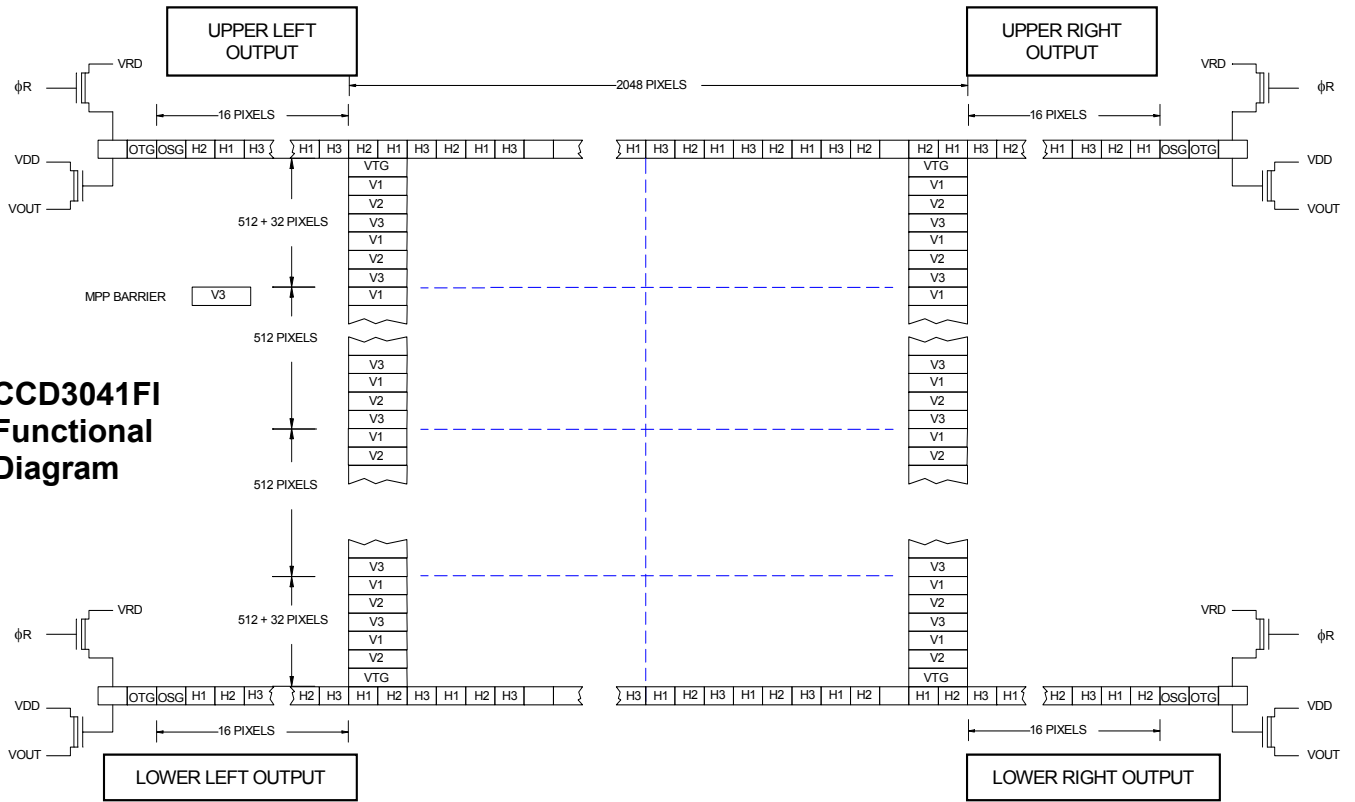 UPPER LEFT
OUTPUT
UPPER RIGHT
OUTPUT
VRD
VRD
ϕR
ϕR
2048 PIXELS
16 PIXELS
16 PIXELS
OTG OSG H2 H1 H3 H1 H3 H2 H1 H3 H2 H1 H3 H1 H3 H2 H1 H3 H2 H1 H3 H2 H2 H1 H3 H2 H1 H3 H2 H1 OSG OTG
VDD
VDD
VTG
VTG
V1
V1
VOUT
VOUT
V2
V2
512 + 32 PIXELS
V3
V3
V1
V1
V2
V2
V3
V3
MPP BARRIER
V3
V1
V1
512 PIXELS
V3
V3
V1
V1
CCD3041FI
Functional
Diagram
V2
V2
V3
V3
V1
V1
V2
V2
512 PIXELS
V3
V3
V1
V1
VRD
VRD
V2
V2
512 + 32 PIXELS
V3
V3
ϕR
ϕR
V1
V1
V2
V2
VTG
VTG
OTG OSG H1 H2 H3 H2 H3 H1 H2 H3 H1 H2 H3 H3 H1 H2 H3 H1 H2 H3 H1 H2 H1 H2 H3 H1 H2 H3 H1 H2 OSG OTG
VDD
VDD
16 PIXELS
16 PIXELS
VOUT
VOUT
LOWER LEFT OUTPUT
LOWER RIGHT OUTPUT